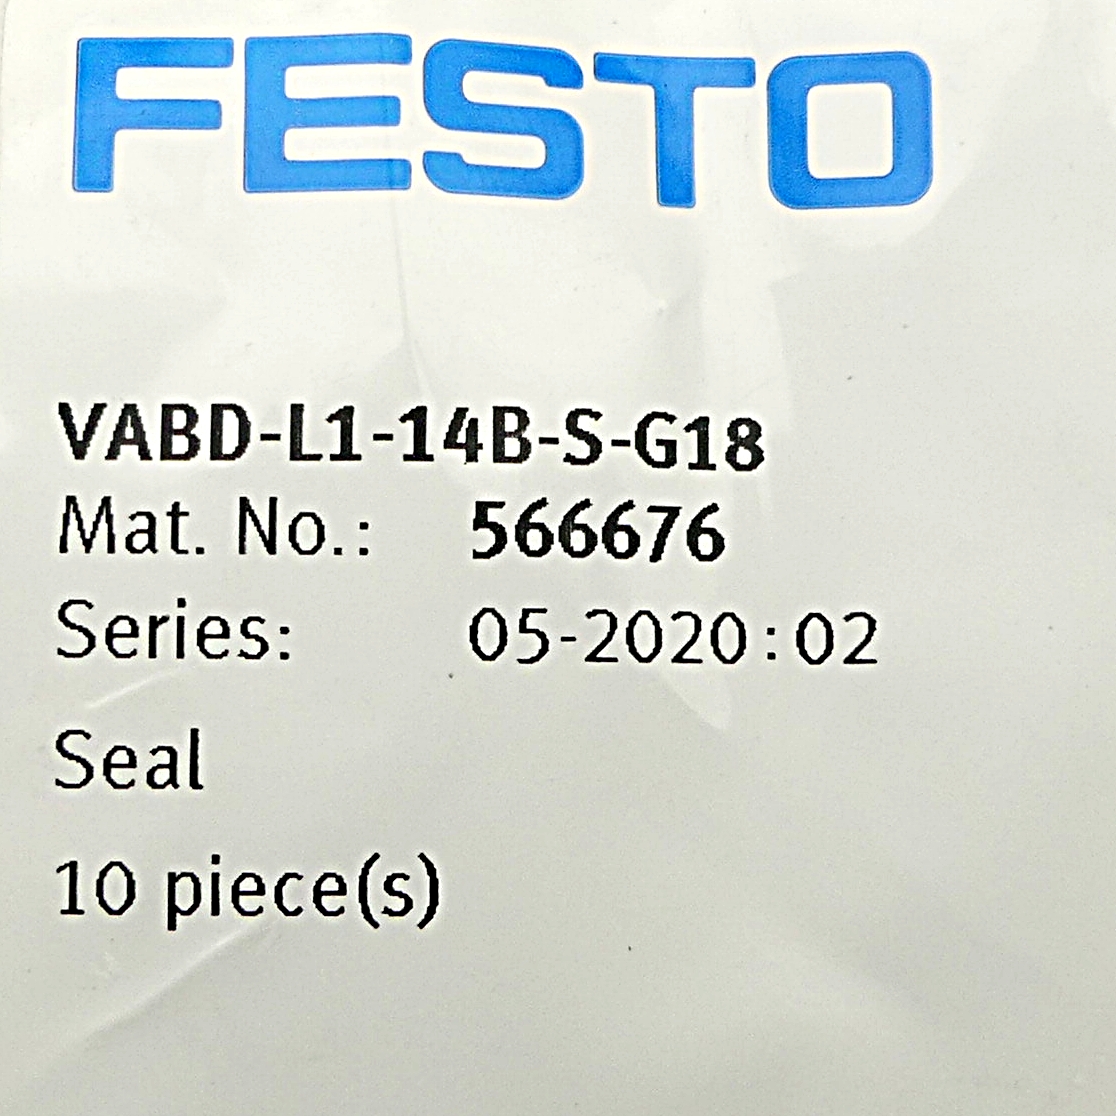 FESTO
VABD-L1-14B-S-G18
Mat. No.: 566676
Series: 05-2020:02
Seal
10 piece(s)